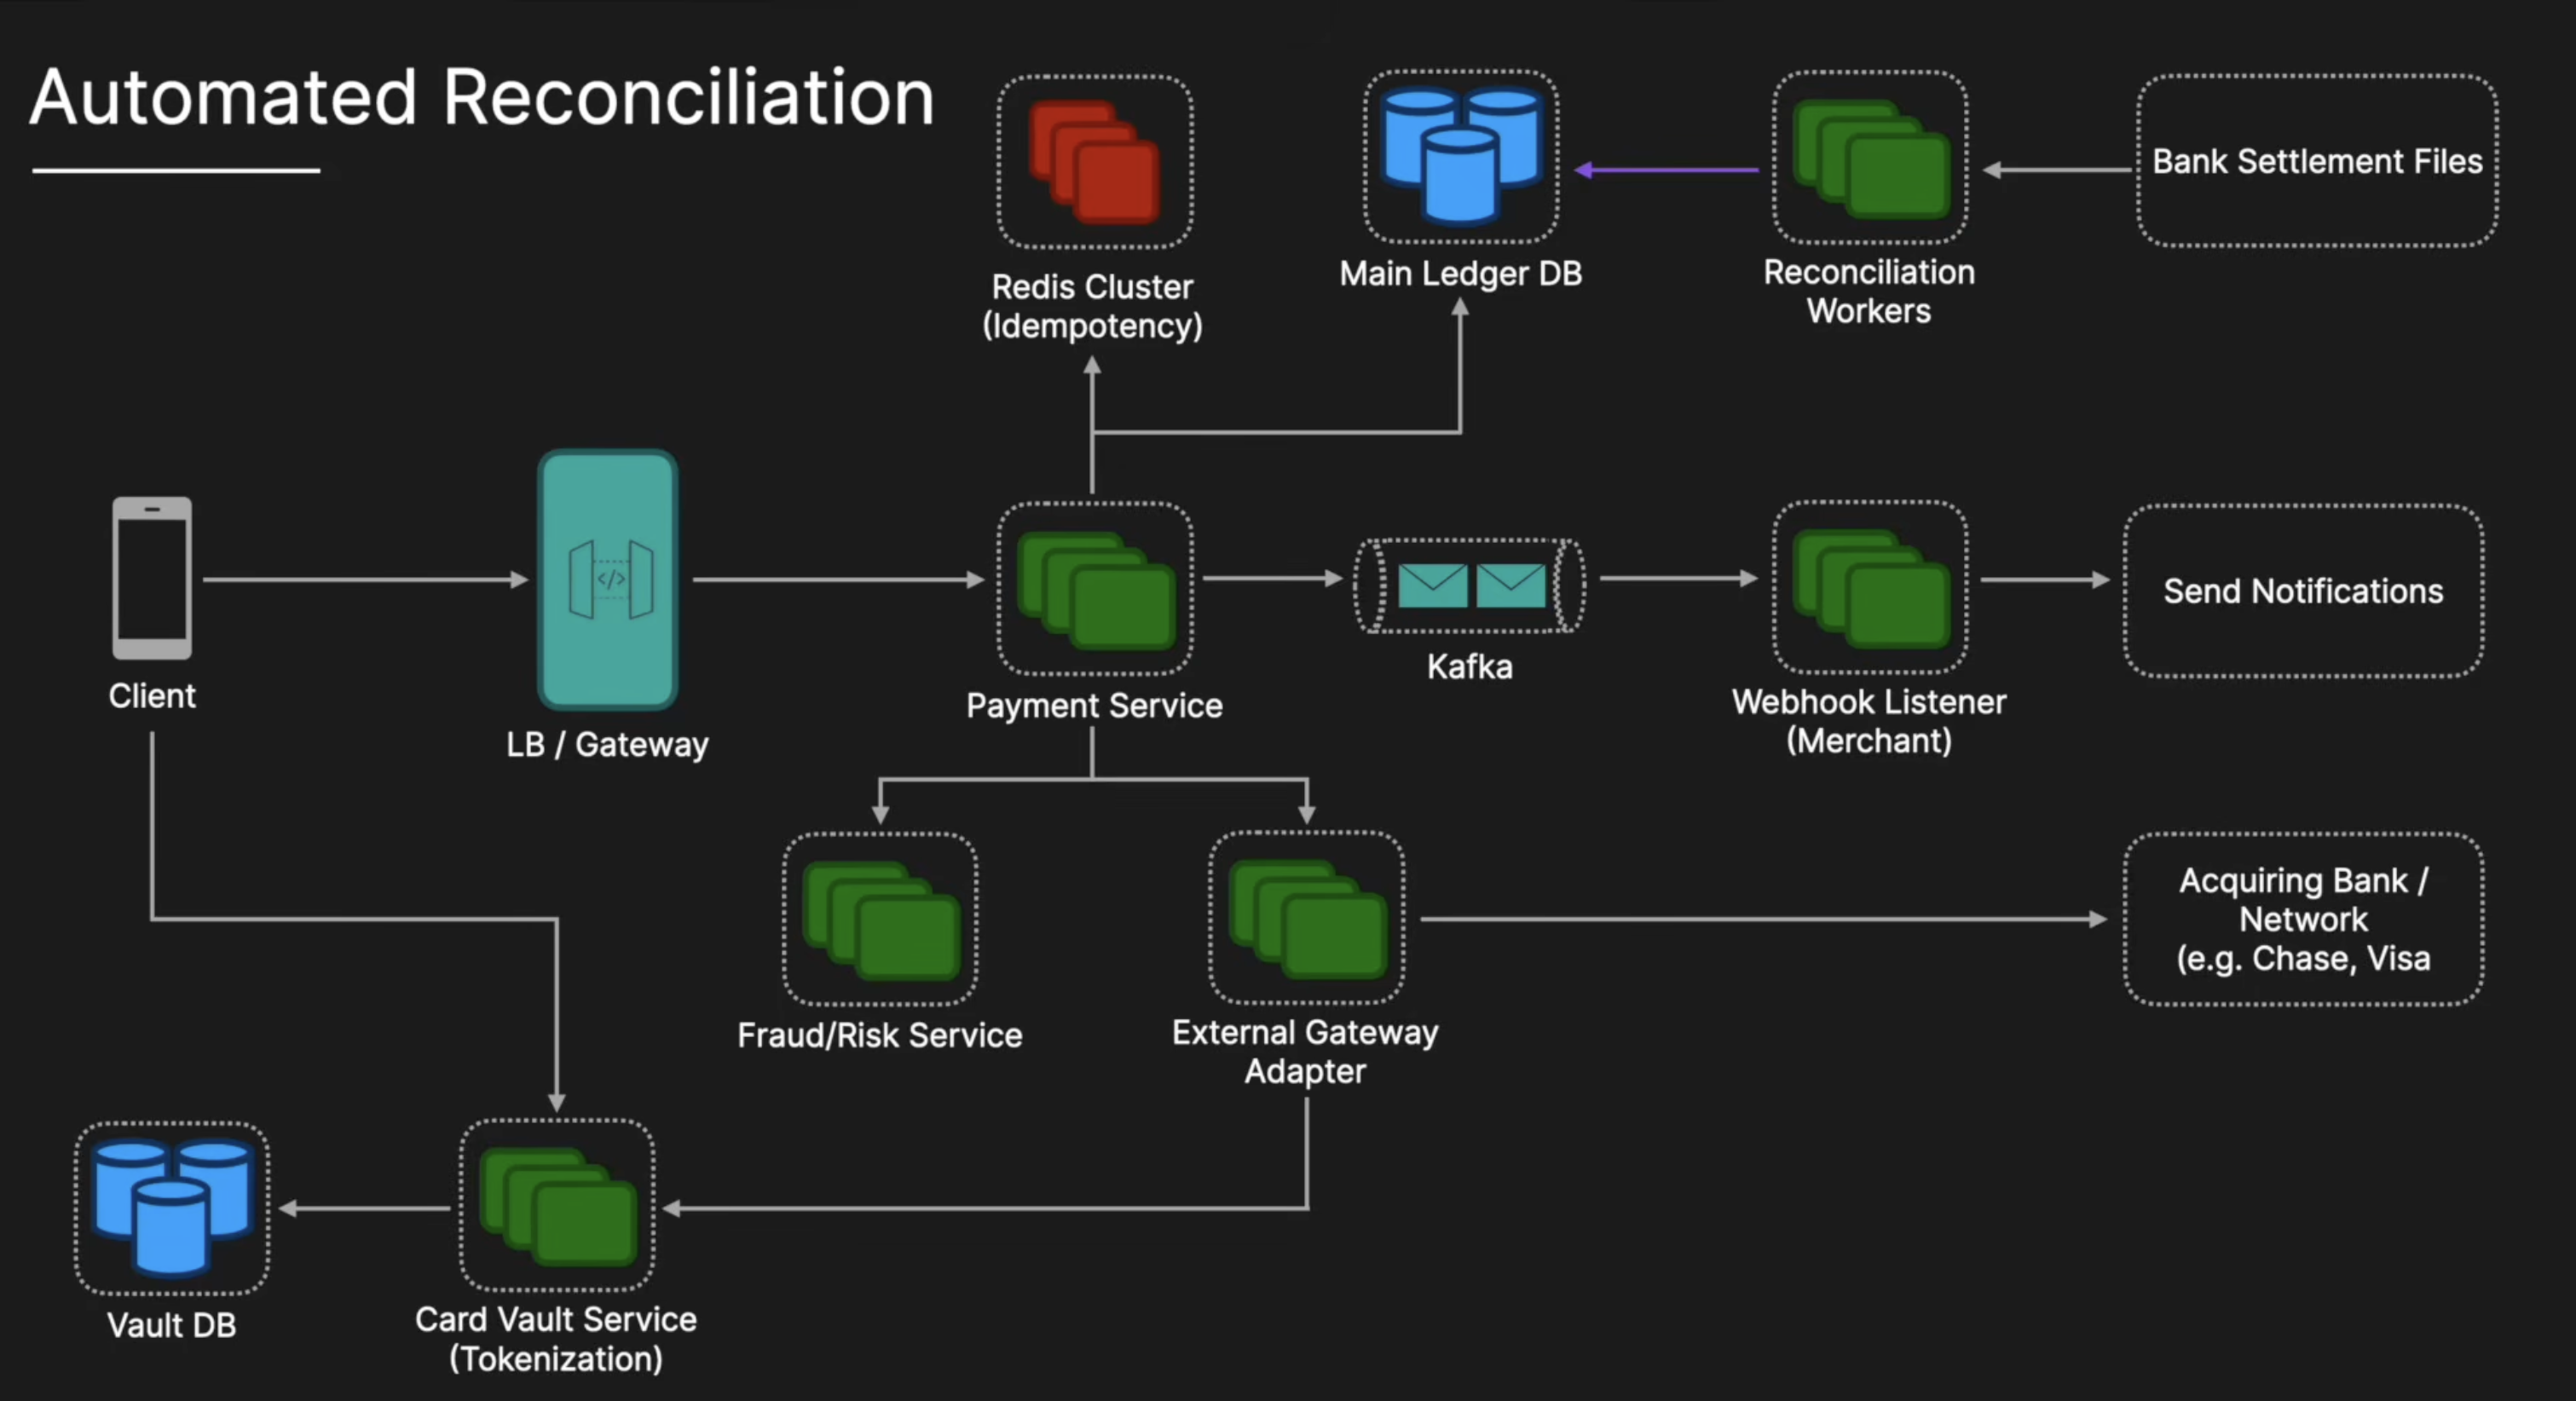 Automated Reconciliation
Redis Cluster
(Idempotency)
Main Ledger DB
Reconciliation
Workers
Bank Settlement Files
Client
</>
LB / Gateway
Payment Service
Kafka
Webhook Listener
(Merchant)
Send Notifications
Fraud/Risk Service
External Gateway
Adapter
Acquiring Bank /
Network
(e.g. Chase, Visa
Vault DB
Card Vault Service
(Tokenization)